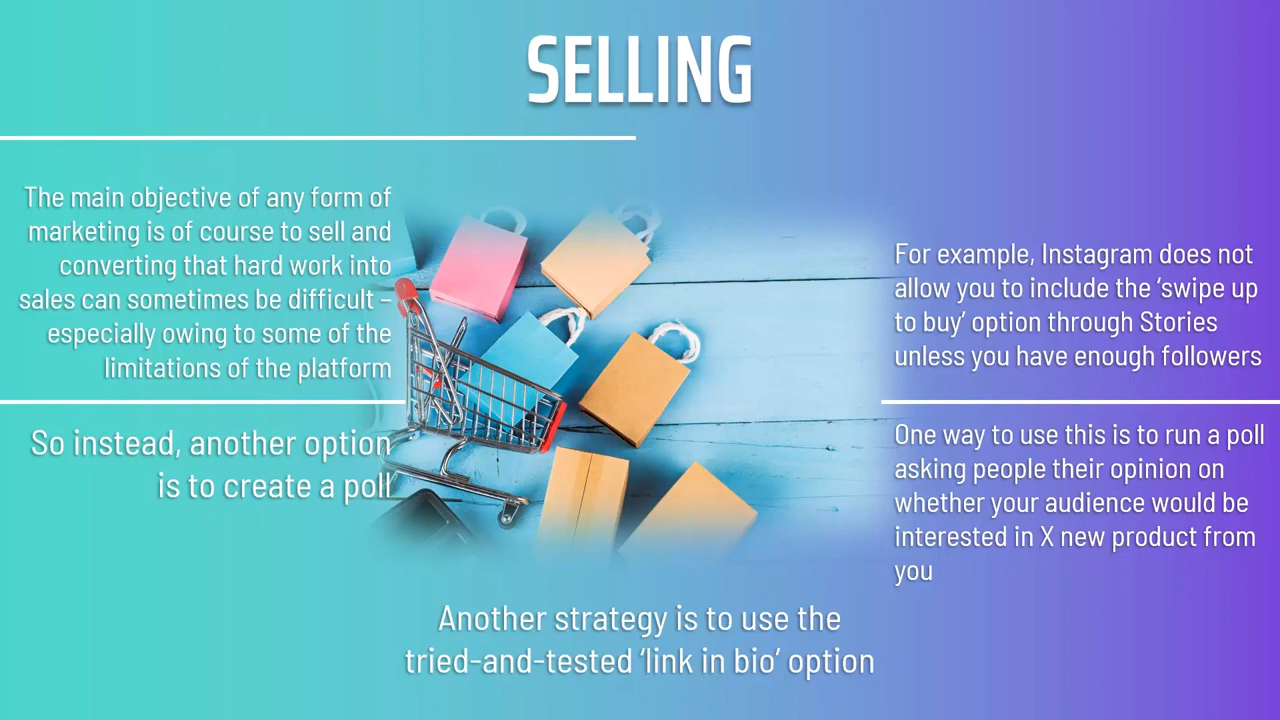 SELLING
The main objective of any form of
marketing is of course to sell and
converting that hard work into
sales can sometimes be difficult –
especially owing to some of the
limitations of the platform
For example, Instagram does not
allow you to include the ‘swipe up
to buy’ option through Stories
unless you have enough followers
So instead, another option
is to create a poll
One way to use this is to run a poll
asking people their opinion on
whether your audience would be
interested in X new product from
you
Another strategy is to use the
tried-and-tested ‘link in bio’ option